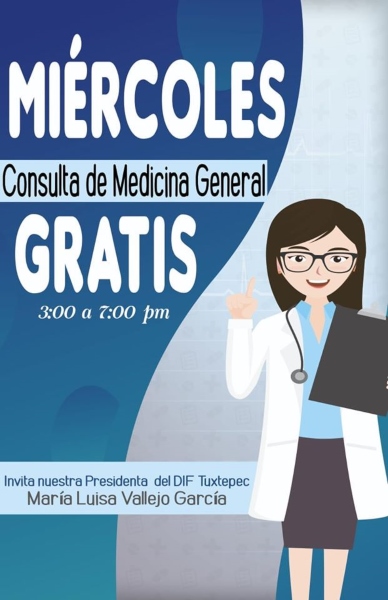 MIÉRCOLES
Consulta de Medicina General
GRATIS
3:00 a 7:00 pm
Invita nuestra Presidenta del DIF Tuxtepec
María Luisa Vallejo García